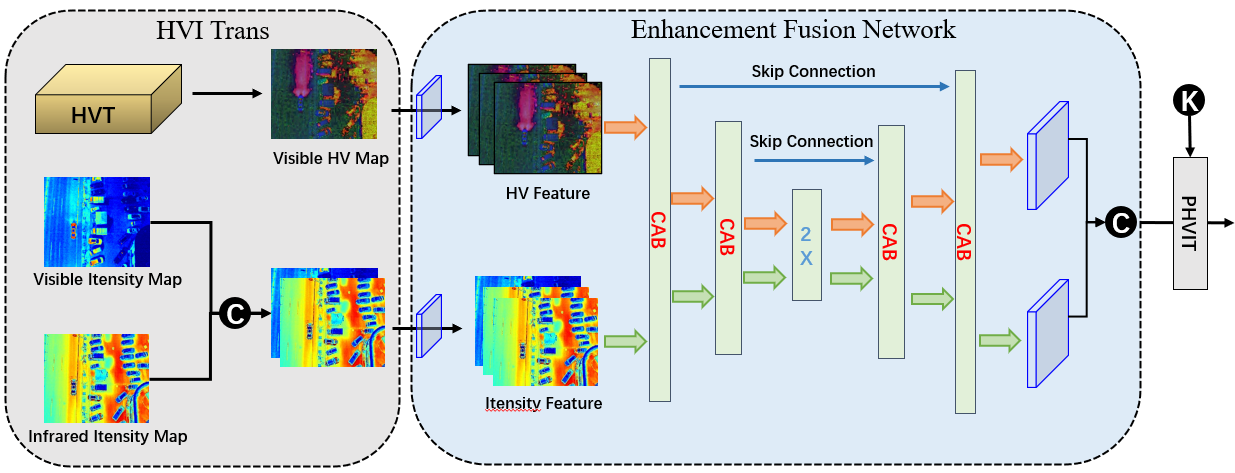 HVI Trans
Enhancement Fusion Network
HVT
Visible HV Map
Visible Itensity Map
C
Infrared Itensity Map
HV Feature
Itensity Feature
Skip Connection
Skip Connection
CAB
CAB
2
X
CAB
CAB
C
K
PHVIT